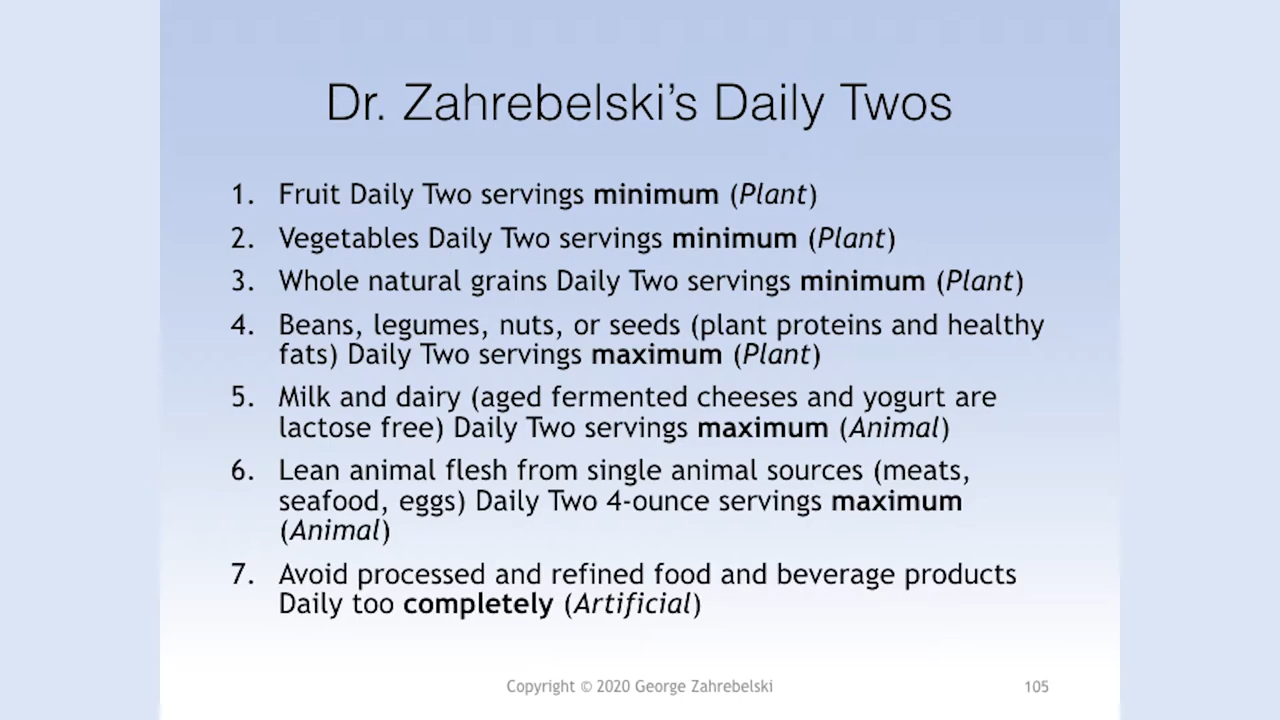 Dr. Zahrebelski's Daily Twos
1. Fruit Daily Two servings minimum (Plant)
2. Vegetables Daily Two servings minimum (Plant)
3. Whole natural grains Daily Two servings minimum (Plant)
4. Beans, legumes, nuts, or seeds (plant proteins and healthy
fats) Daily Two servings maximum (Plant)
5. Milk and dairy (aged fermented cheeses and yogurt are
lactose free) Daily Two servings maximum (Animal)
6. Lean animal flesh from single animal sources (meats,
seafood, eggs) Daily Two 4-ounce servings maximum
(Animal)
7. Avoid processed and refined food and beverage products
Daily too completely (Artificial)
Copyright © 2020 George Zahrebelski 105